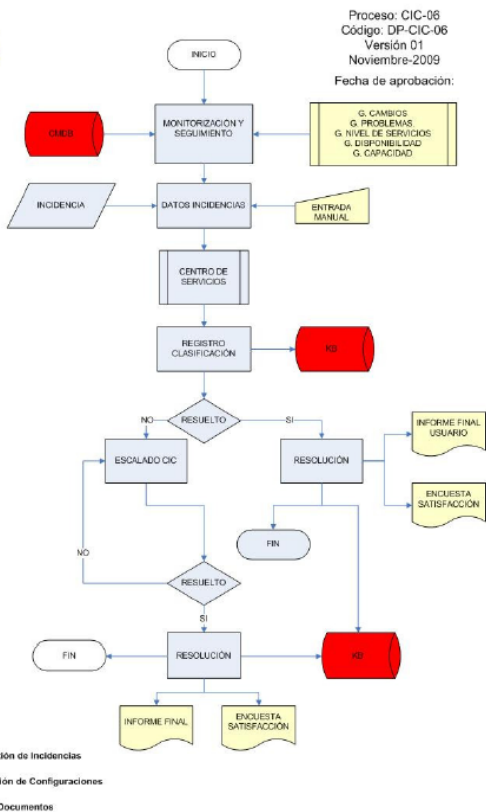 Proceso: CIC-06
Código: DP-CIC-06
Versión 01
Noviembre-2009
Fecha de aprobación:
INICIO
CMDB
MONITORIZACIÓN Y
SEGUIMIENTO
G. CAMBIOS
G. PROBLEMAS
G. NIVEL DE SERVICIOS
G. DISPONIBILIDAD
G. CAPACIDAD
INCIDENCIA
DATOS INCIDENCIAS
ENTRADA
MANUAL
CENTRO DE
SERVICIOS
REGISTRO
CLASIFICACIÓN
KB
NO
RESUELTO
SI
ESCALADO CIC
RESOLUCIÓN
INFORME FINAL
USUARIO
ENCUESTA
SATISFACCIÓN
FIN
NO
RESUELTO
SI
FIN
RESOLUCIÓN
KB
INFORME FINAL
ENCUESTA
SATISFACCIÓN
de Incidencias
de Configuraciones
Documentos